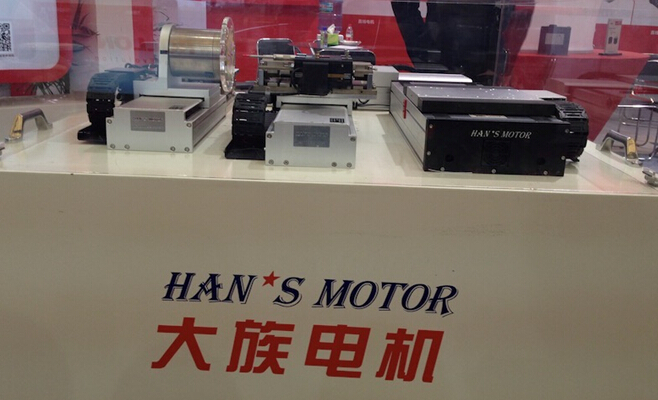 HAN'S MOTOR
HAN★S MOTOR
大族电机